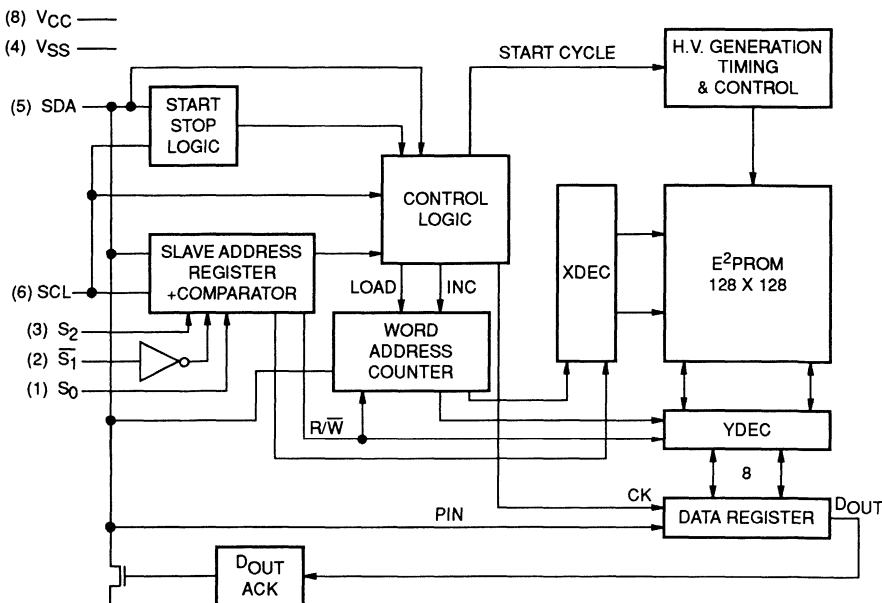 (8) VCC
(4) VSS
START CYCLE
H.V. GENERATION
TIMING
& CONTROL
(5) SDA
START
STOP
LOGIC
CONTROL
LOGIC
XDEC
E²PROM
128 X 128
SLAVE ADDRESS
REGISTER
+COMPARATOR
(6) SCL
LOAD
INC
(3) S2
(2) S̅1̅
(1) S0
WORD
ADDRESS
COUNTER
R/W̅
YDEC
8
CK
DOUT
PIN
DATA REGISTER
DOUT
ACK